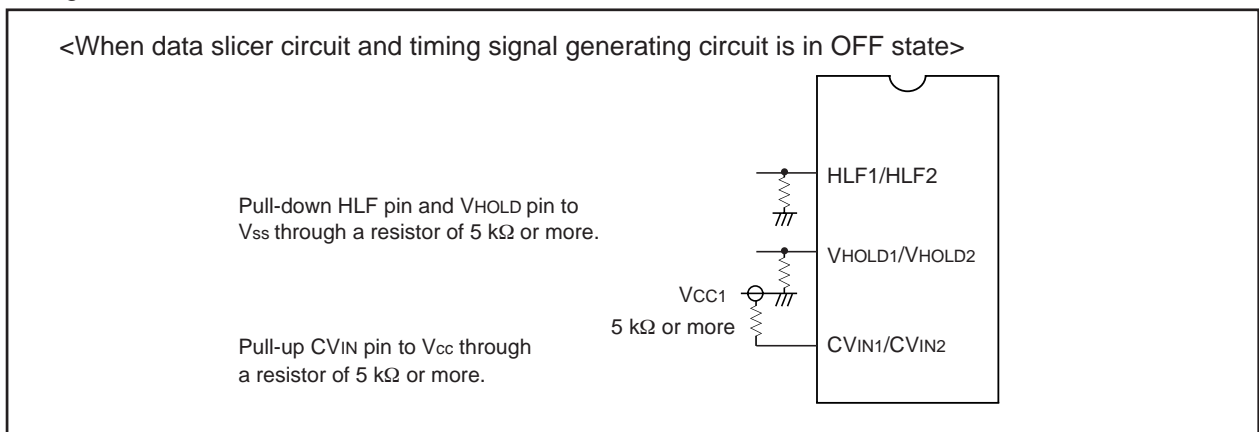 <When data slicer circuit and timing signal generating circuit is in OFF state>
HLF1/HLF2
Pull-down HLF pin and VHOLD pin to
Vss through a resistor of 5 kΩ or more.
VHOLD1/VHOLD2
VCC1
5 kΩ or more
Pull-up CVIN pin to Vcc through
a resistor of 5 kΩ or more.
CVIN1/CVIN2